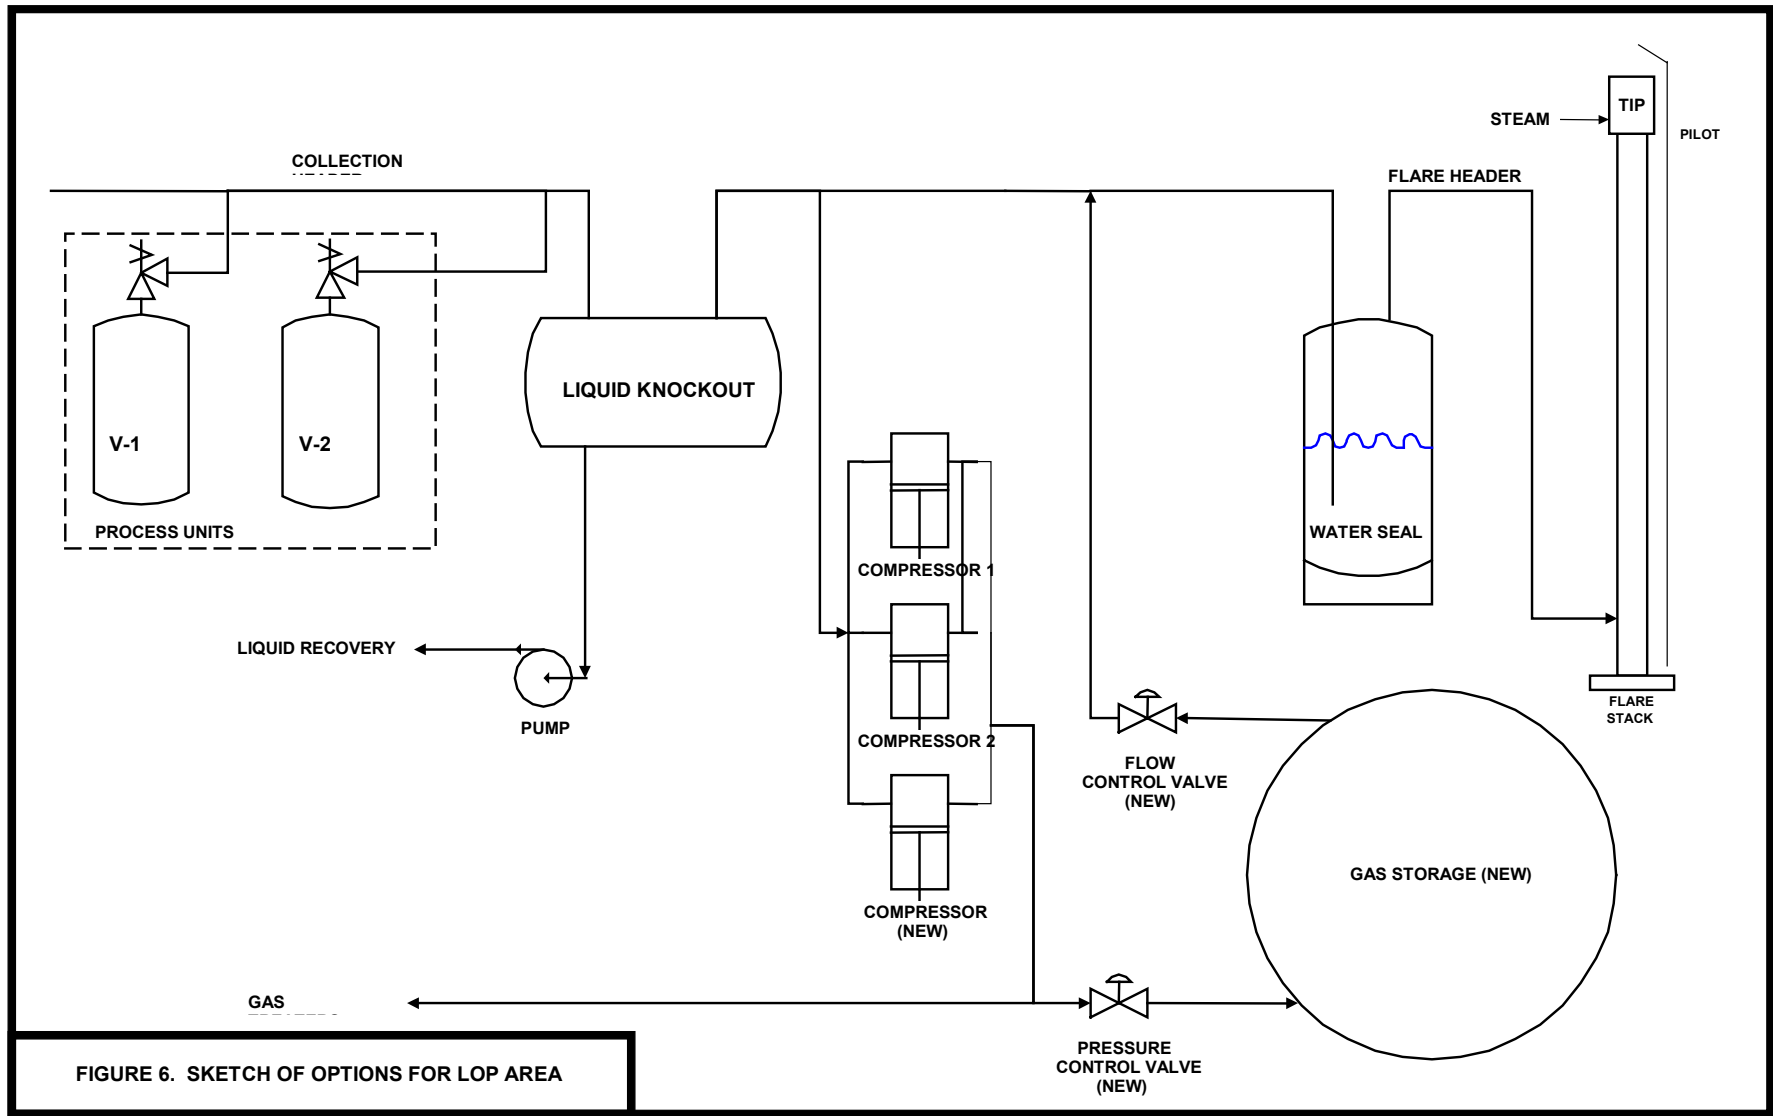 TIP
STEAM
PILOT
COLLECTION
FLARE HEADER
LIQUID KNOCKOUT
V-1
V-2
PROCESS UNITS
WATER SEAL
COMPRESSOR 1
LIQUID RECOVERY
PUMP
COMPRESSOR 2
FLARE
STACK
FLOW
CONTROL VALVE
(NEW)
GAS STORAGE (NEW)
COMPRESSOR
(NEW)
GAS
PRESSURE
CONTROL VALVE
(NEW)
FIGURE 6. SKETCH OF OPTIONS FOR LOP AREA